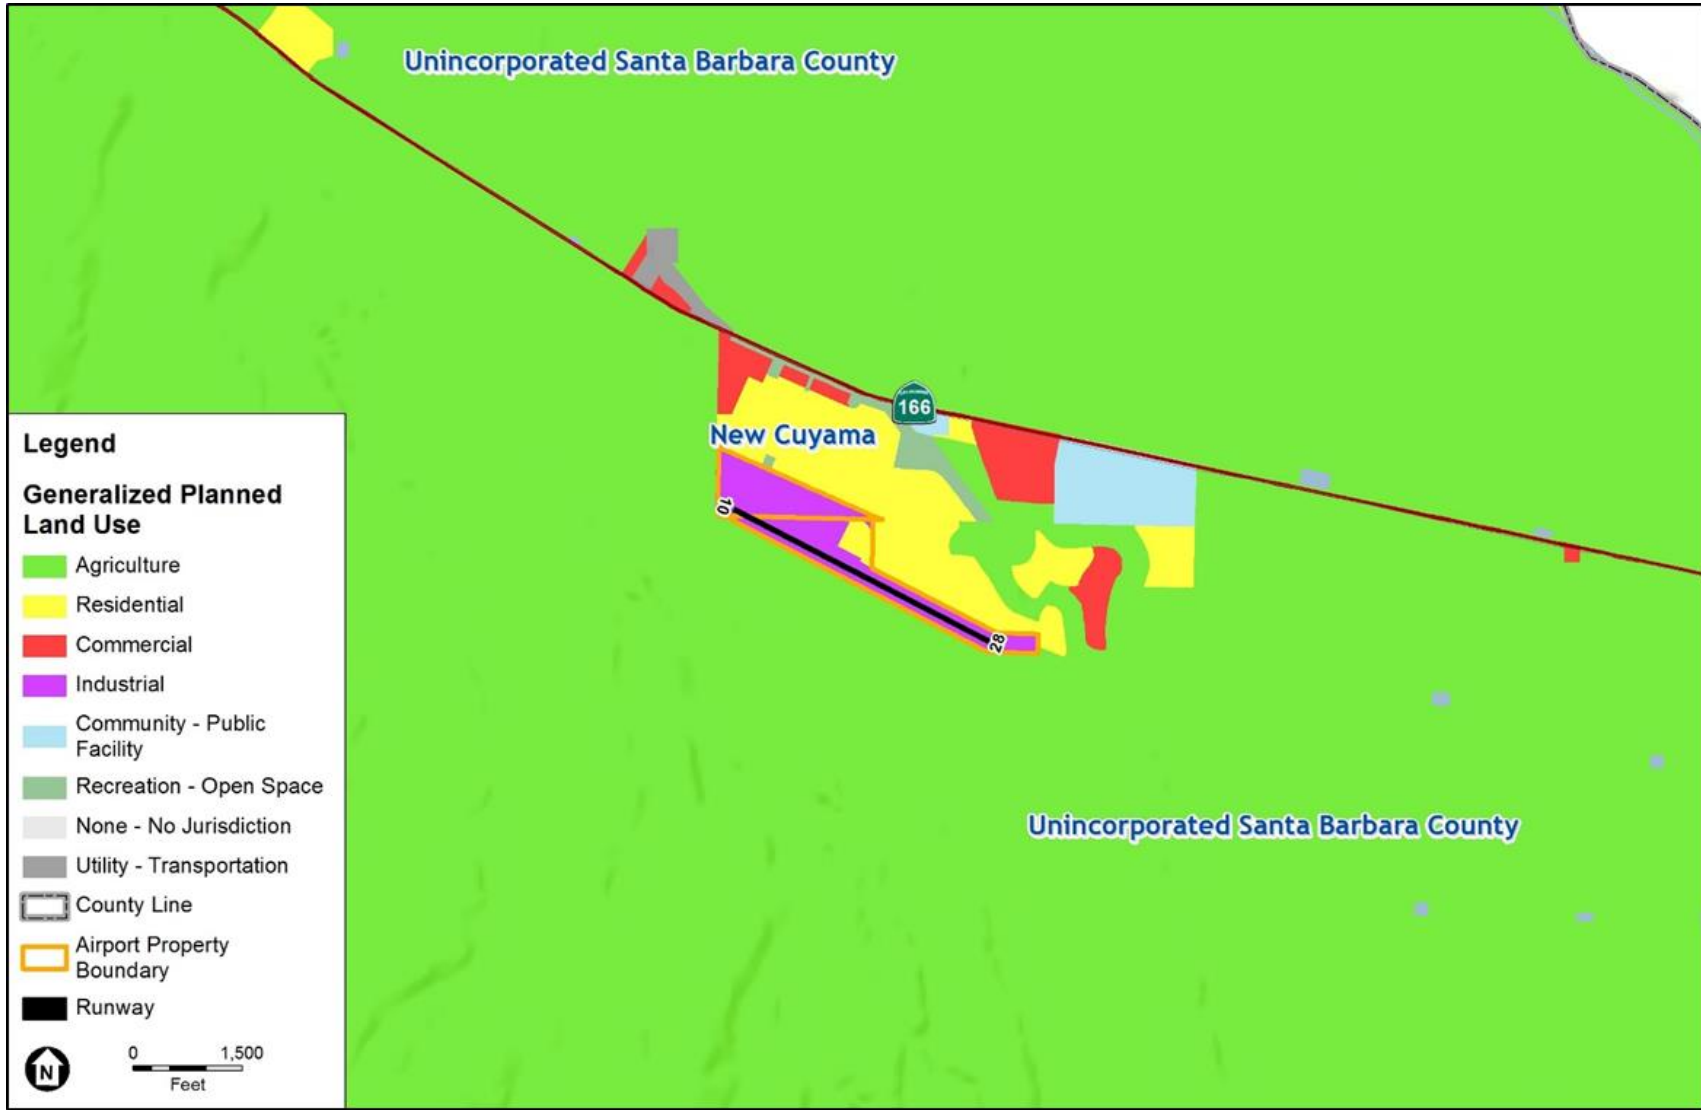 Unincorporated Santa Barbara County
166
New Cuyama
10
28
Unincorporated Santa Barbara County
Legend
Generalized Planned
Land Use
Agriculture
Residential
Commercial
Industrial
Community - Public
Facility
Recreation - Open Space
None - No Jurisdiction
Utility - Transportation
County Line
Airport Property
Boundary
Runway
N
0 1,500
Feet